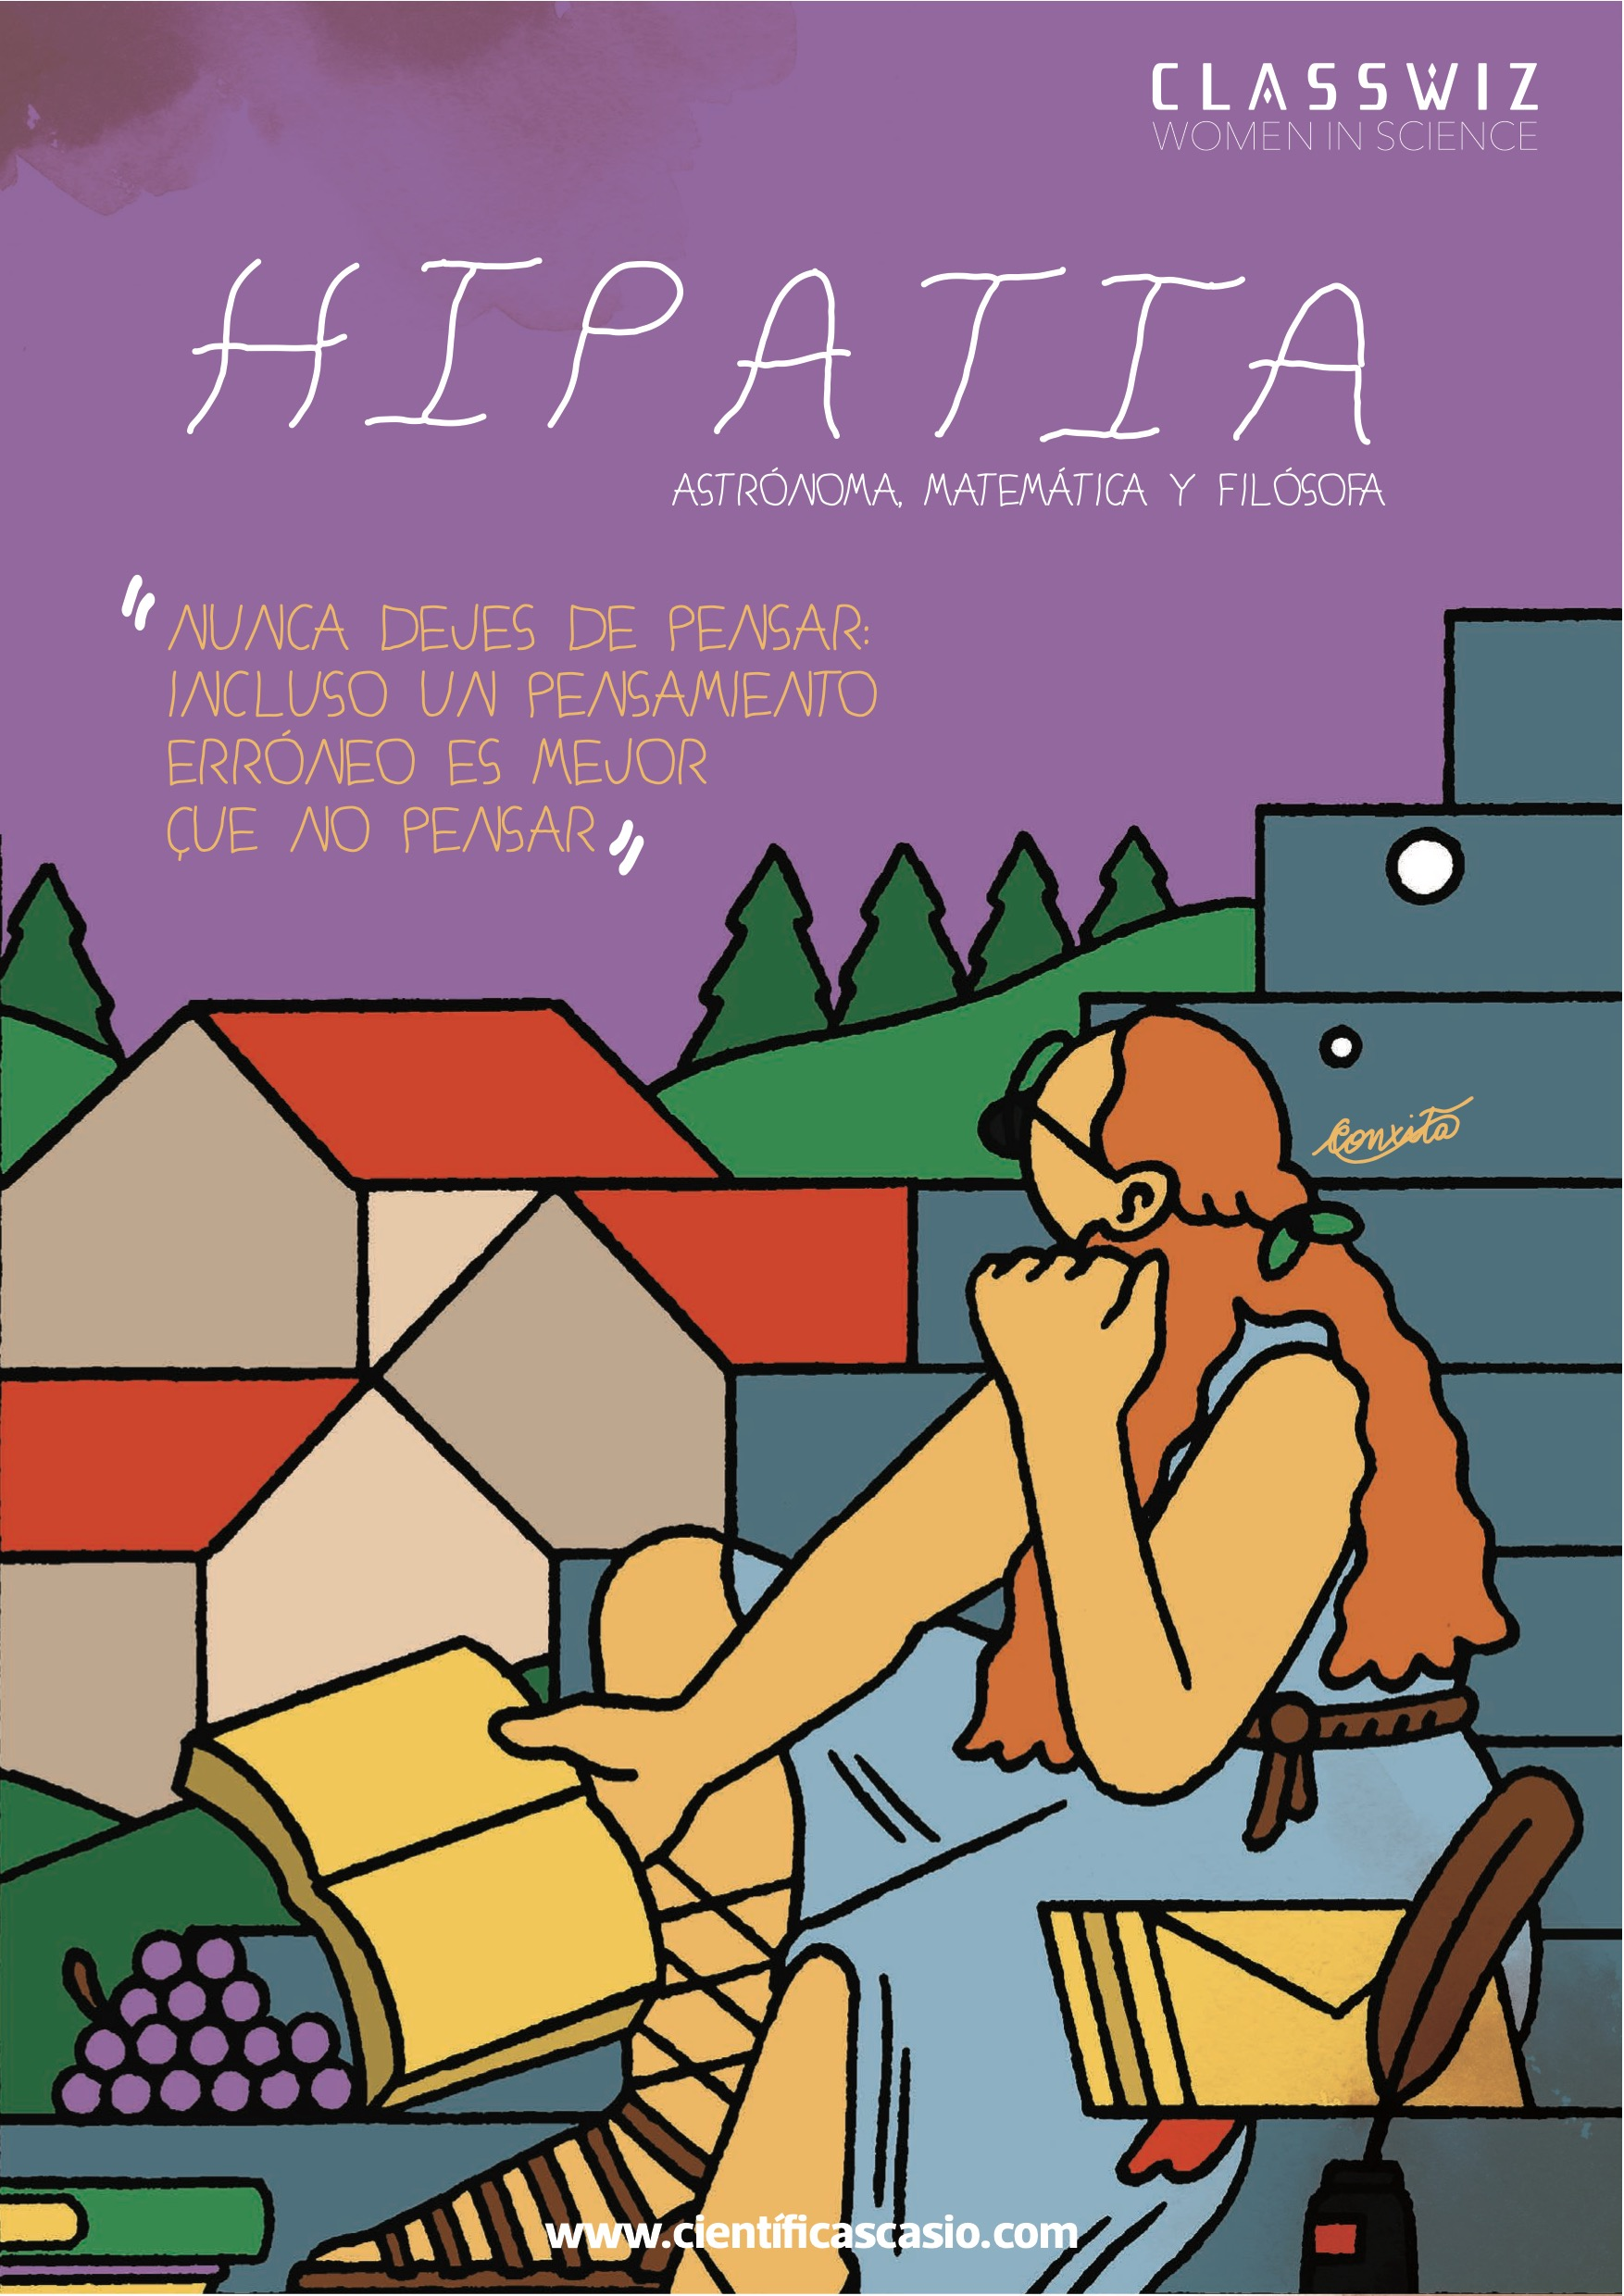 CLASSWIZ
WOMEN IN SCIENCE
HIPATIA
ASTRÓNOMA, MATEMÁTICA Y FILÓSOFA
"NUNCA DEJES DE PENSAR:
INCLUSO UN PENSAMIENTO
ERRÓNEO ES MEJOR
QUE NO PENSAR"
Conxita
www.científicascasio.com